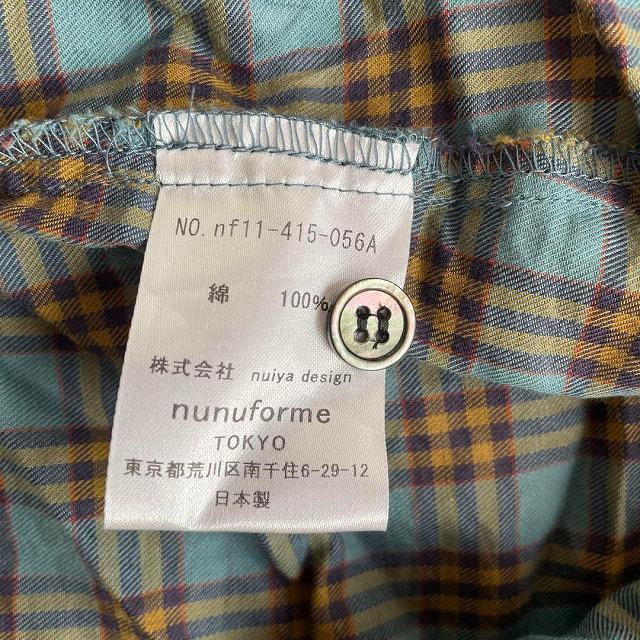 NO. nf11-415-056A
綿 100%
株式会社 nuiya design
nunuforme
TOKYO
東京都荒川区南千住6-29-12
日本製